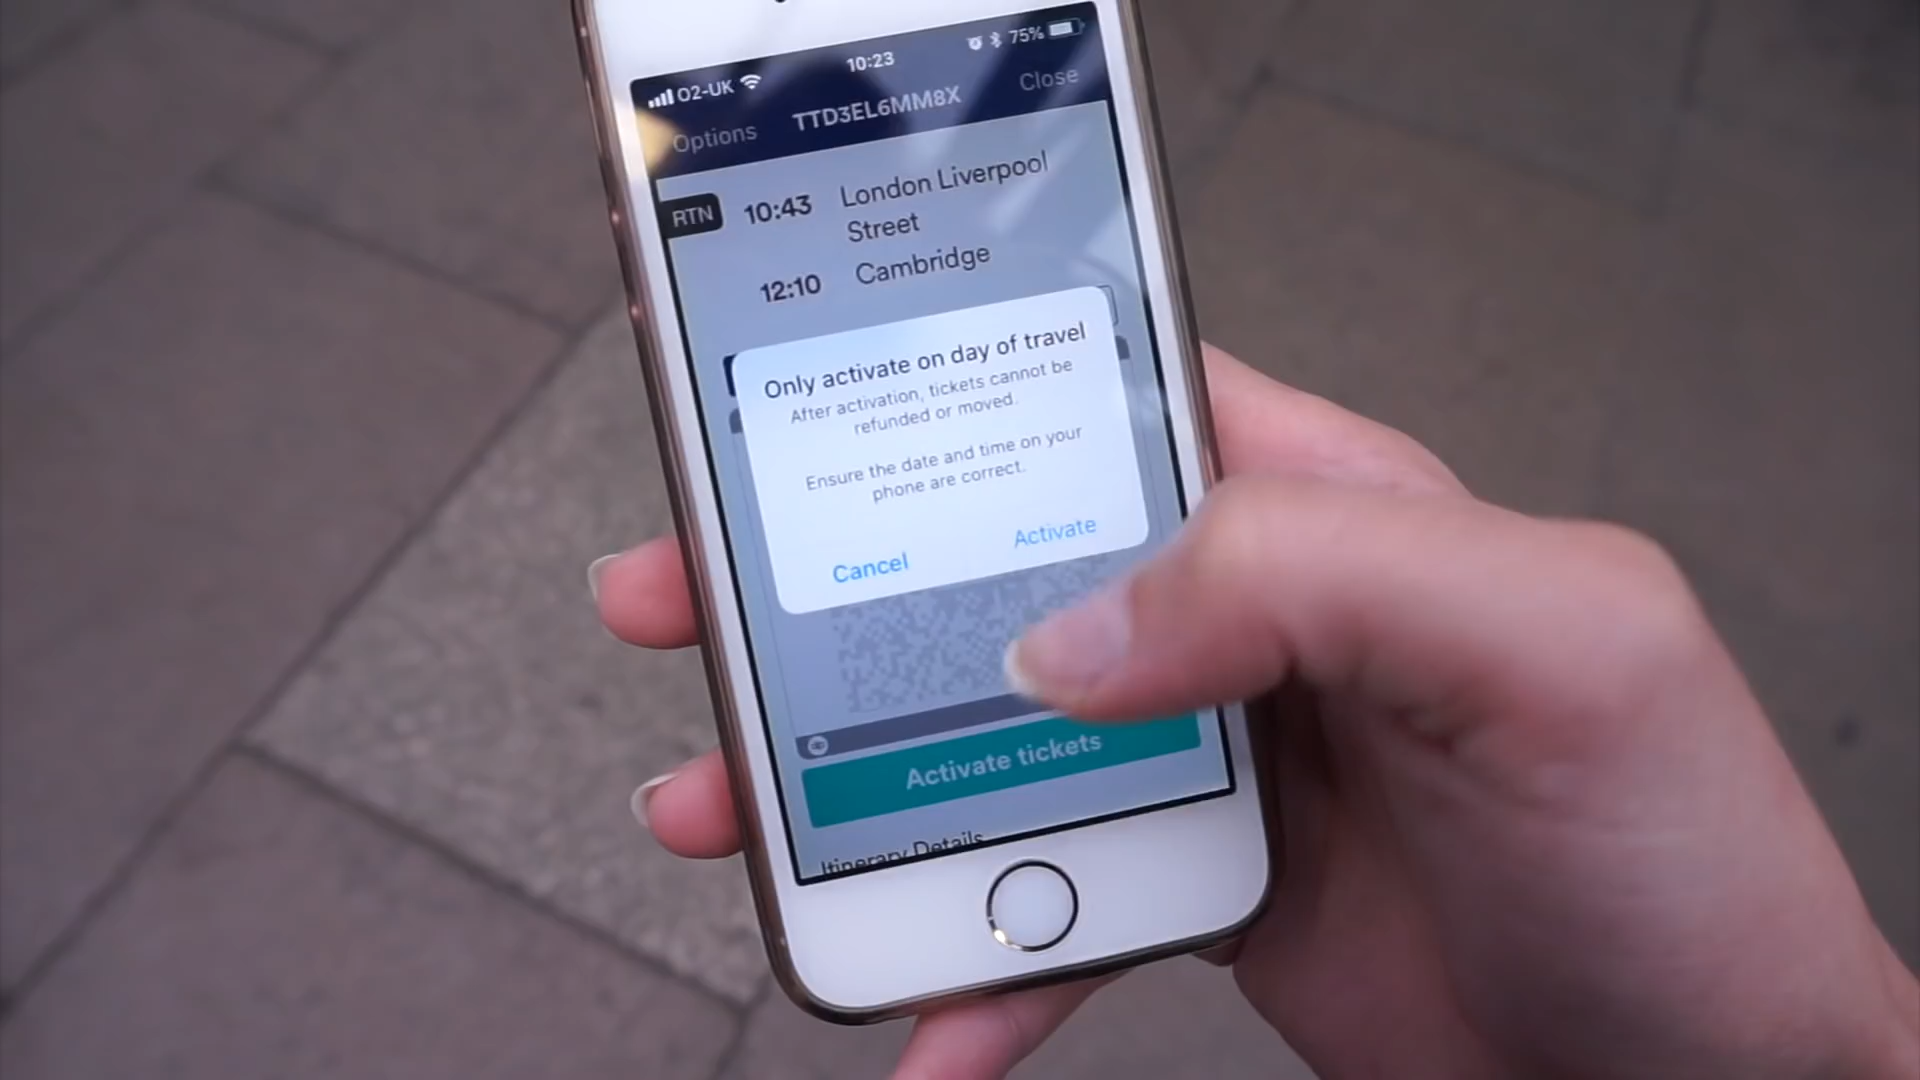 O2-UK 10:23 75%
Options TTD3EL6MM8X Close
RTN 10:43 London Liverpool
Street
12:10 Cambridge
Only activate on day of travel
After activation, tickets cannot be
refunded or moved.
Ensure the date and time on your
phone are correct.
Cancel Activate
Activate tickets
Itinerary Details